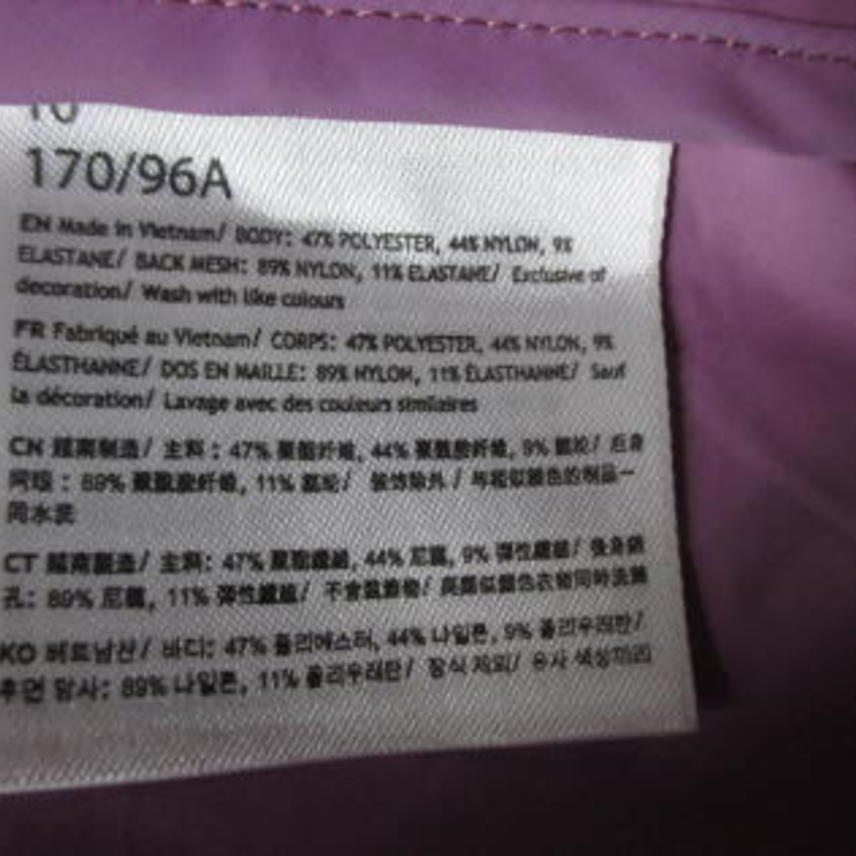 10
170/96A
EN Made in Vietnam/ BODY: 47% POLYESTER, 44% NYLON, 9%
ELASTANE/ BACK MESH: 89% NYLON, 11% ELASTANE/ Exclusive of
decoration/ Wash with like colours
FR Fabriqué au Vietnam/ CORPS: 47% POLYESTER, 44% NYLON, 9%
ÉLASTHANNE/ DOS EN MAILLE: 89% NYLON, 11% ÉLASTHANNE/ Sauf
la décoration/ Lavage avec des couleurs similaires
CN 越南制造/ 主料: 47% 聚酯纤维, 44% 聚酰胺纤维, 9% 氨纶/ 后身
网眼: 89% 聚酰胺纤维, 11% 氨纶/ 装饰除外 / 与轻似颜色的制品一
同水洗
CT 越南製造/ 主料: 47% 聚酯纖維, 44% 尼龍, 9% 彈性纖維/ 後身網
孔: 89% 尼龍, 11% 彈性纖維/ 不含裝飾物/ 與類似顏色衣物同時洗滌
KO 베트남산/ 바디: 47% 폴리에스터, 44% 나일론, 9% 폴리우레탄/
후면 망사: 89% 나일론, 11% 폴리우레탄/ 장식 제외/ 유사 색상끼리